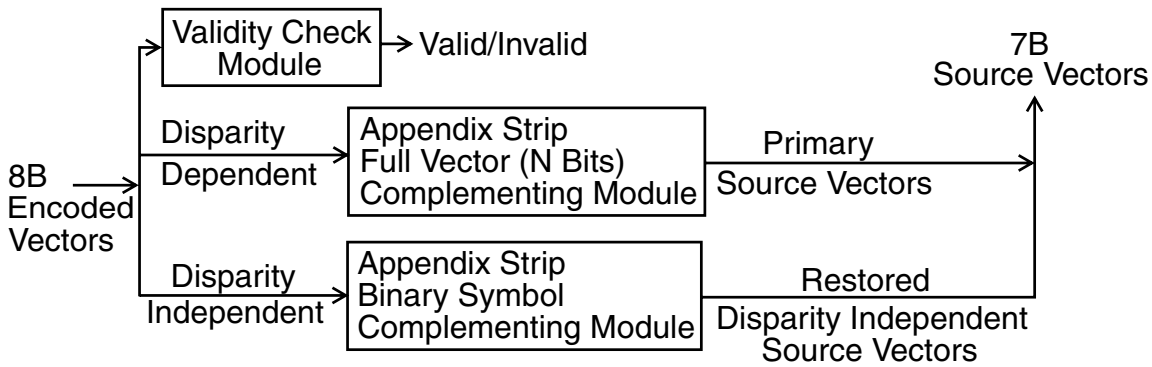 Validity Check
Module
Valid/Invalid
7B
Source Vectors
Disparity
Dependent
Appendix Strip
Full Vector (N Bits)
Complementing Module
Primary
Source Vectors
8B
Encoded
Vectors
Disparity
Independent
Appendix Strip
Binary Symbol
Complementing Module
Restored
Disparity Independent
Source Vectors